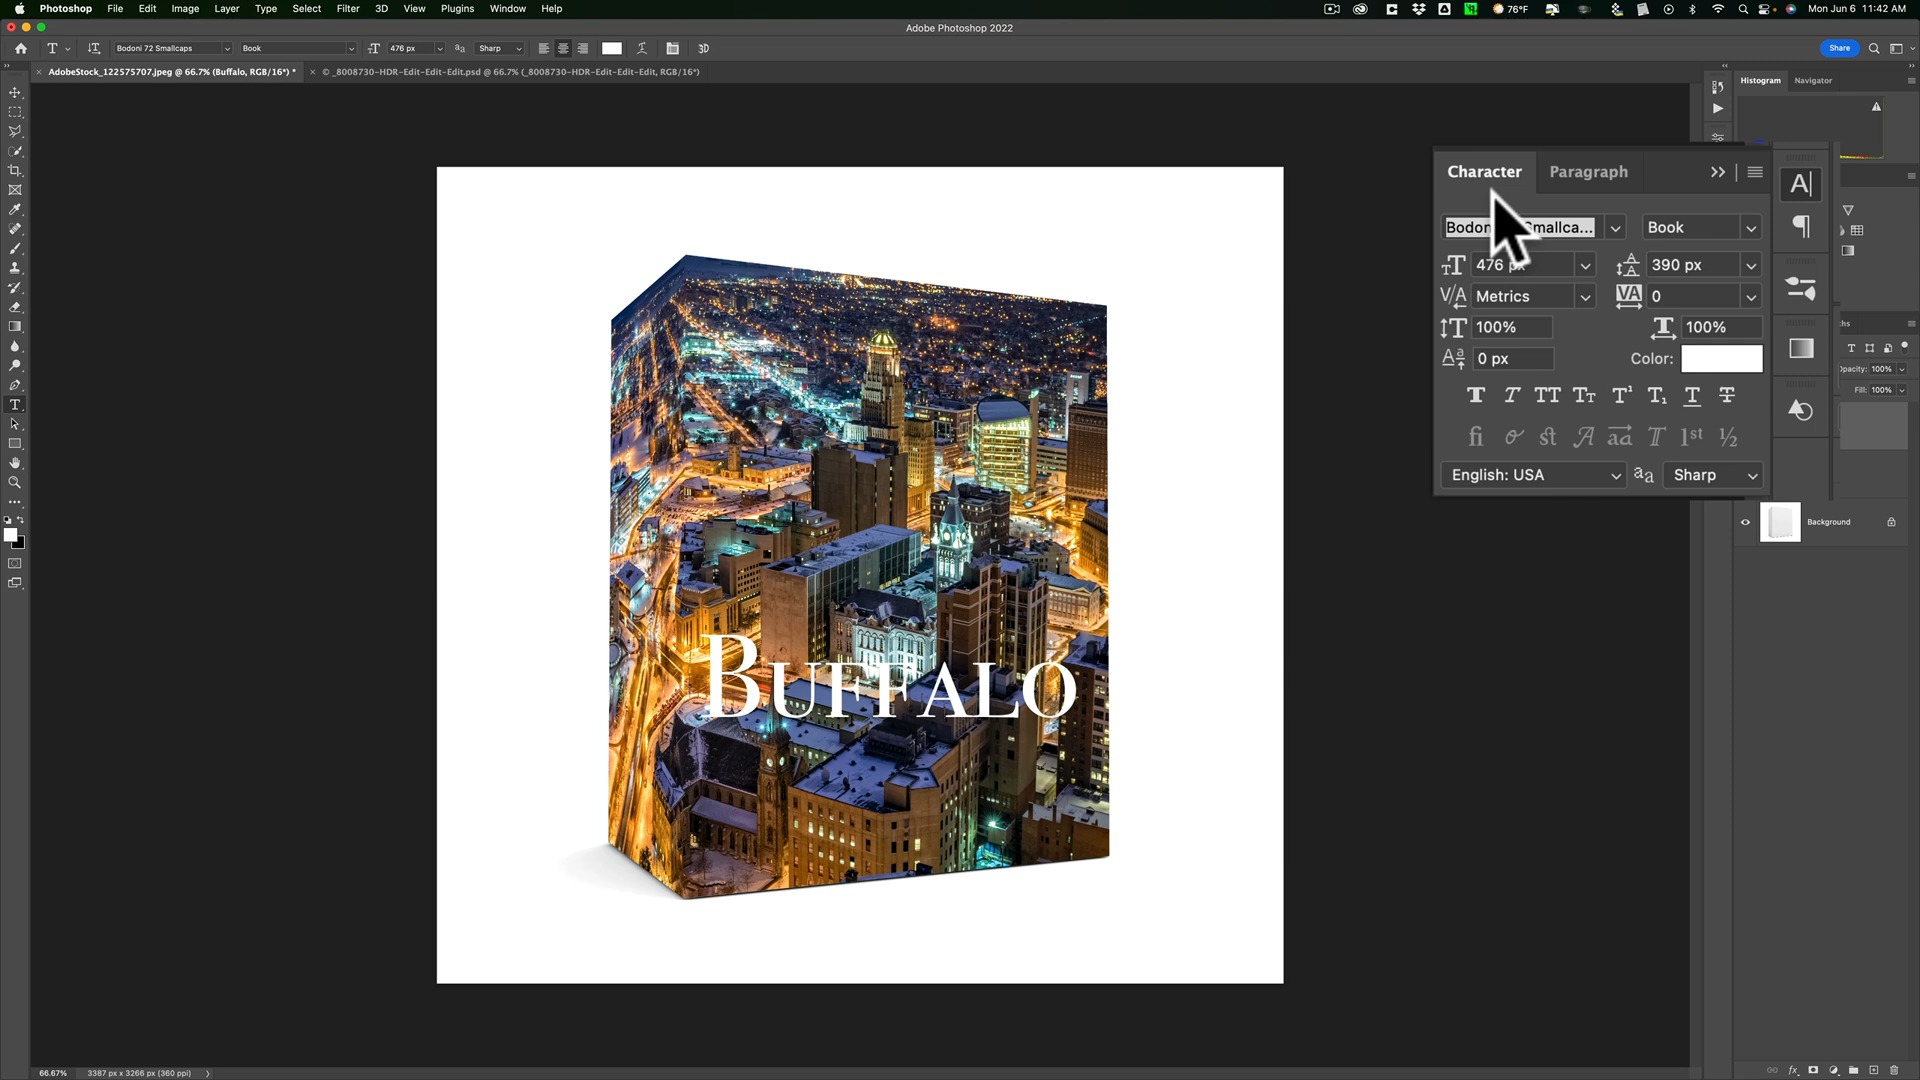 Photoshop File Edit Image Layer Type Select Filter 3D View Plugins Window Help
76°F Mon Jun 6 11:42 AM
Adobe Photoshop 2022
Bodoni 72 Smallcaps Book 476 px Sharp 3D Share
× AdobeStock_122575707.jpeg @ 66.7% (Buffalo, RGB/16*) * × © _8008730-HDR-Edit-Edit-Edit.psd @ 66.7% (_8008730-HDR-Edit-Edit-Edit, RGB/16*)
Histogram Navigator
Character Paragraph
Book
476 px 390 px
Metrics 0
100% 100%
0 px Color:
English: USA Sharp
Opacity: 100%
Fill: 100%
Background
Buffalo
66.67% 3387 px x 3266 px (360 ppi)